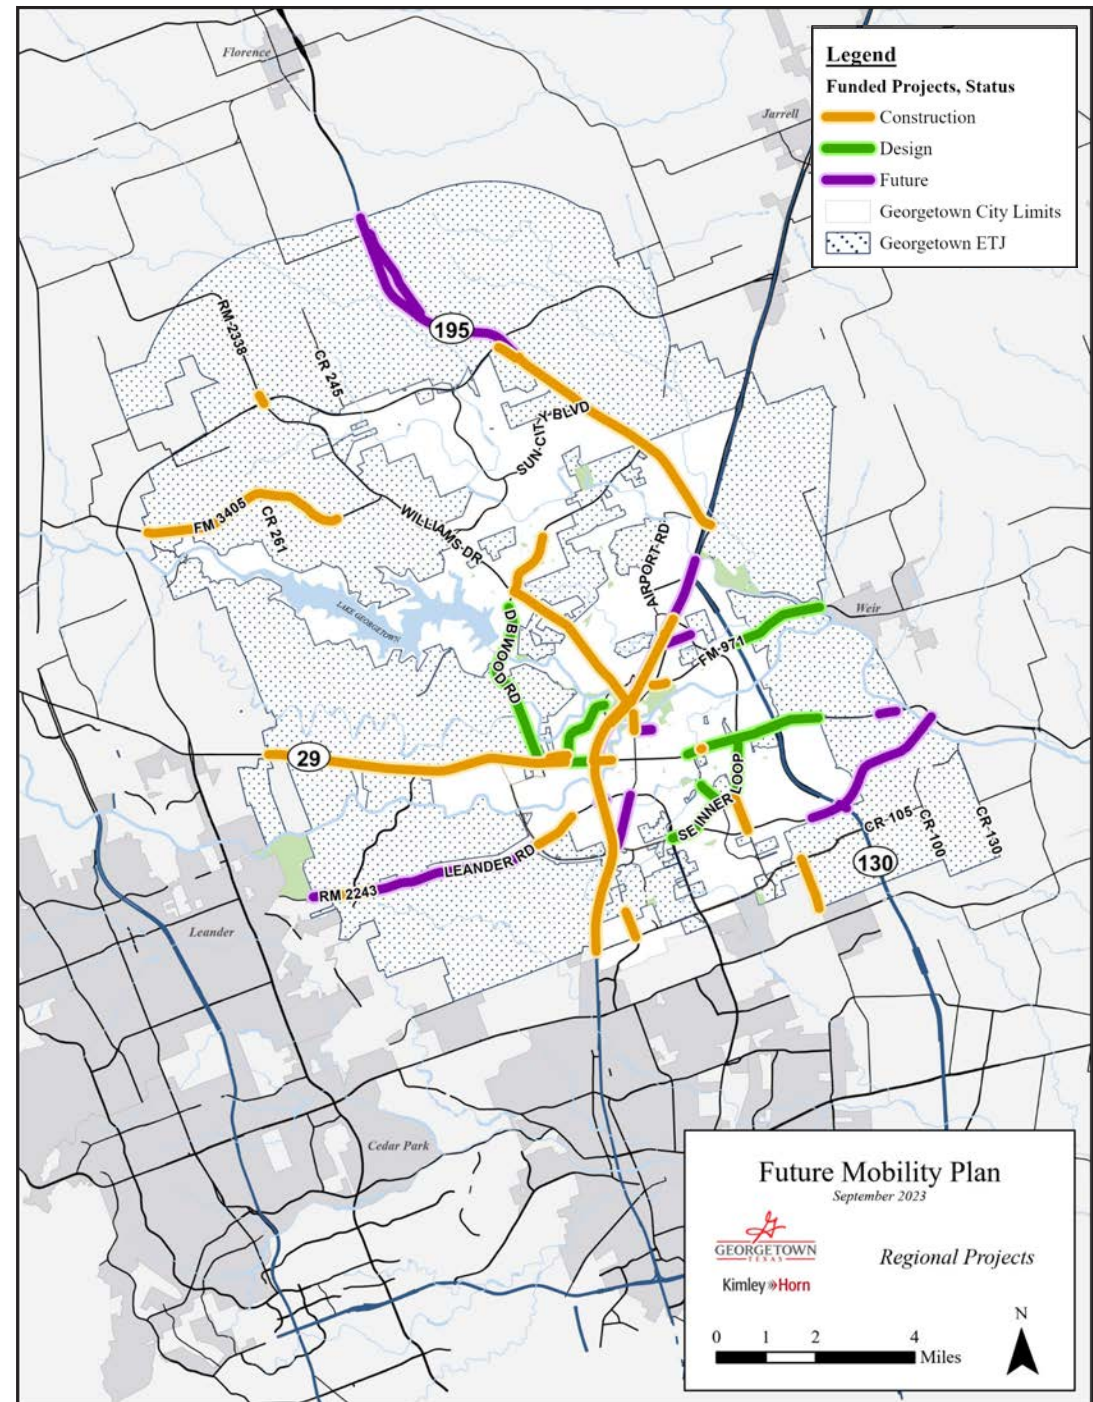 Florence
Jarrell
Legend
Funded Projects, Status
Construction
Design
Future
Georgetown City Limits
Georgetown ETJ
RM 2338
CR 245
195
SUN CITY BLVD
FM 3405
CR 261
WILLIAMS DR
AIRPORT RD
LAKE GEORGETOWN
D B WOOD RD
FM 971
Weir
29
SE INNER LOOP
CR 105
CR 100
CR 130
130
LEANDER RD
RM 2243
Leander
Cedar Park
Future Mobility Plan
September 2023
GEORGETOWN
TEXAS
Kimley»Horn
Regional Projects
N
0 1 2 4
Miles